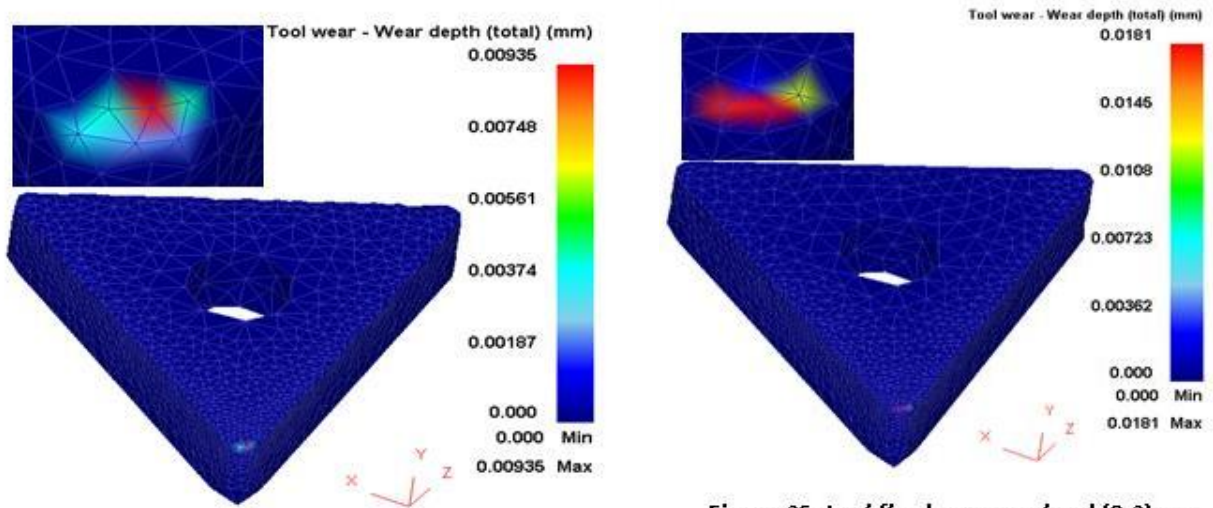 Tool wear - Wear depth (total) (mm)
0.00935
0.00748
0.00561
0.00374
0.00187
0.000
0.000 Min
0.00935 Max
X Y Z
Tool wear - Wear depth (total) (mm)
0.0181
0.0145
0.0108
0.00723
0.00362
0.000
0.000 Min
0.0181 Max
X Y Z